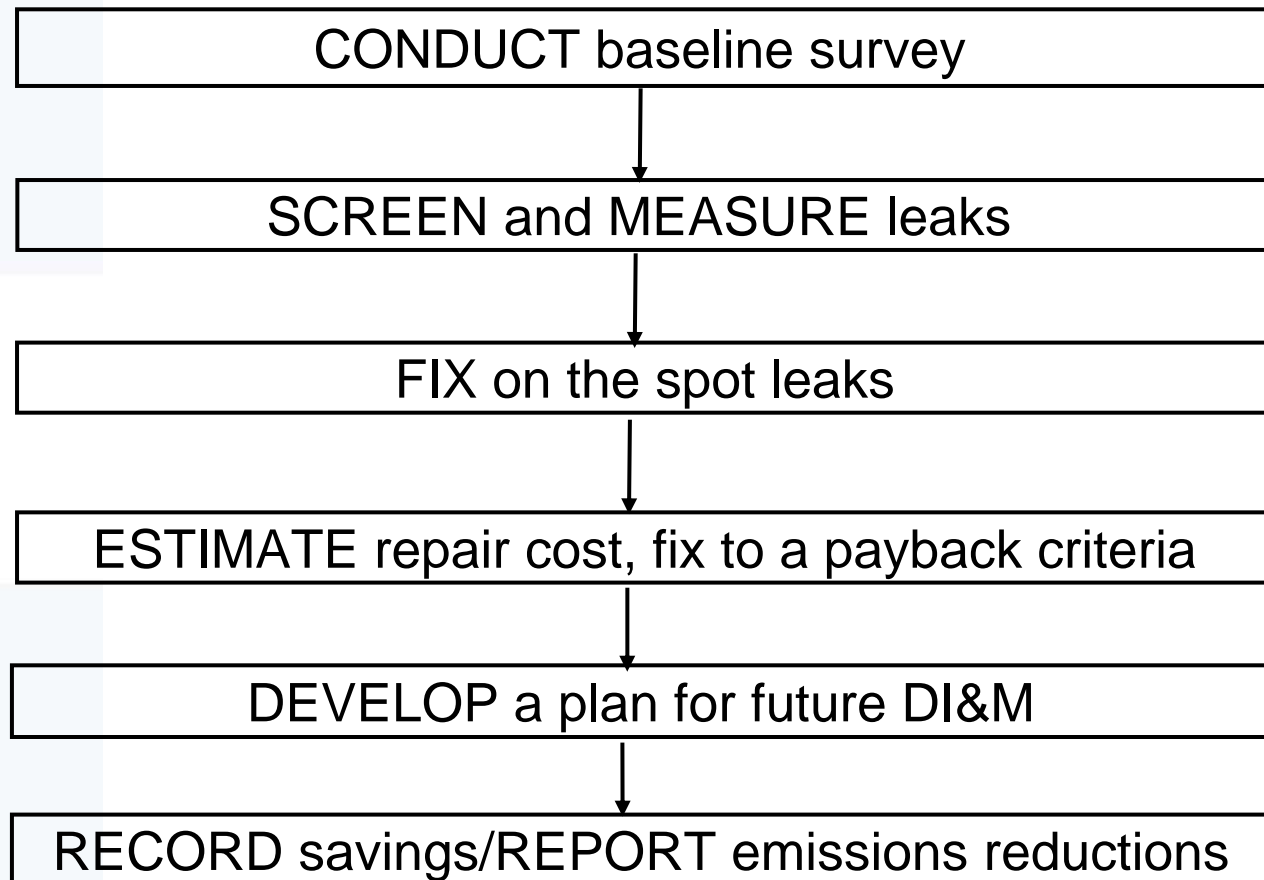 CONDUCT baseline survey
SCREEN and MEASURE leaks
FIX on the spot leaks
ESTIMATE repair cost, fix to a payback criteria
DEVELOP a plan for future DI&M
RECORD savings/REPORT emissions reductions